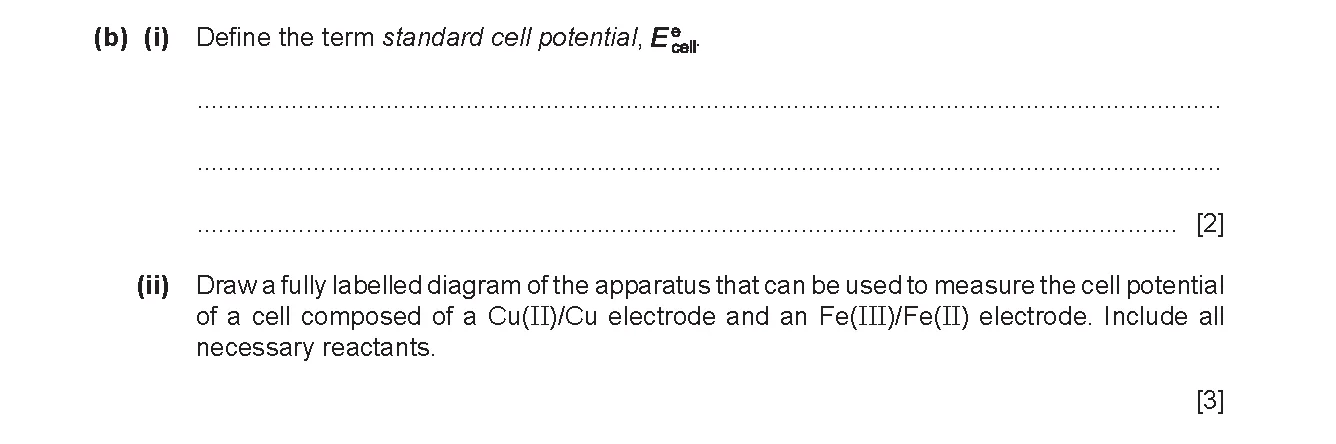 (b) (i) Define the term standard cell potential, E⦵cell.
........................................................................................................................................
........................................................................................................................................
.................................................................................................................................. [2]
(ii) Draw a fully labelled diagram of the apparatus that can be used to measure the cell potential
of a cell composed of a Cu(II)/Cu electrode and an Fe(III)/Fe(II) electrode. Include all
necessary reactants.
[3]